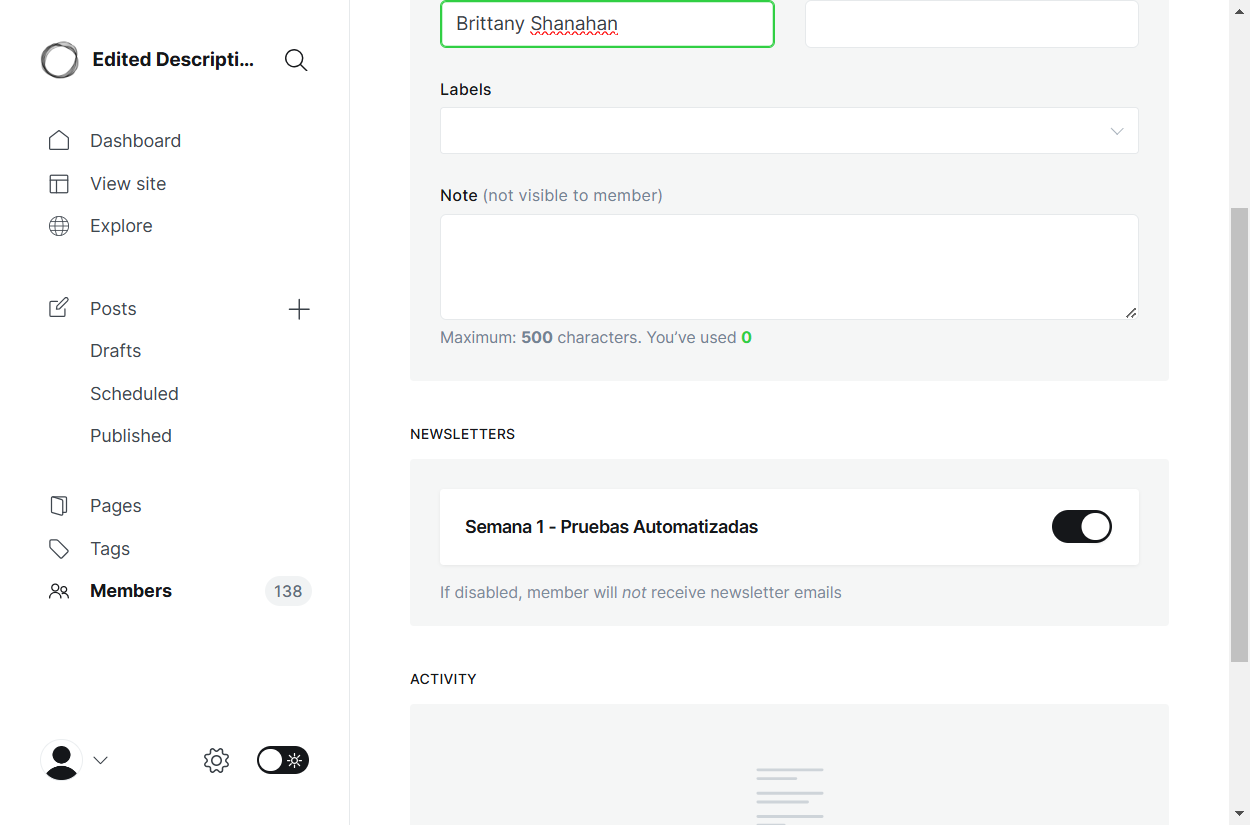 Edited Descripti...
Dashboard
View site
Explore
Posts
Drafts
Scheduled
Published
Pages
Tags
Members 138
Brittany Shanahan
Labels
Note (not visible to member)
Maximum: 500 characters. You’ve used 0
NEWSLETTERS
Semana 1 - Pruebas Automatizadas
If disabled, member will not receive newsletter emails
ACTIVITY